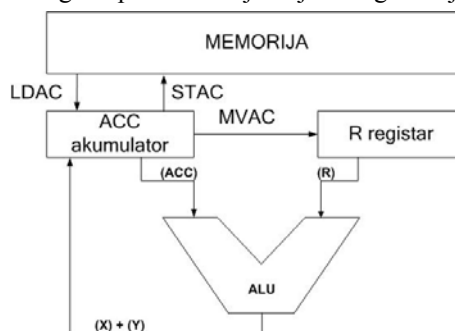 MEMORIJA
LDAC
STAC
ACC
akumulator
MVAC
R registar
(ACC)
(R)
ALU
(X) + (Y)